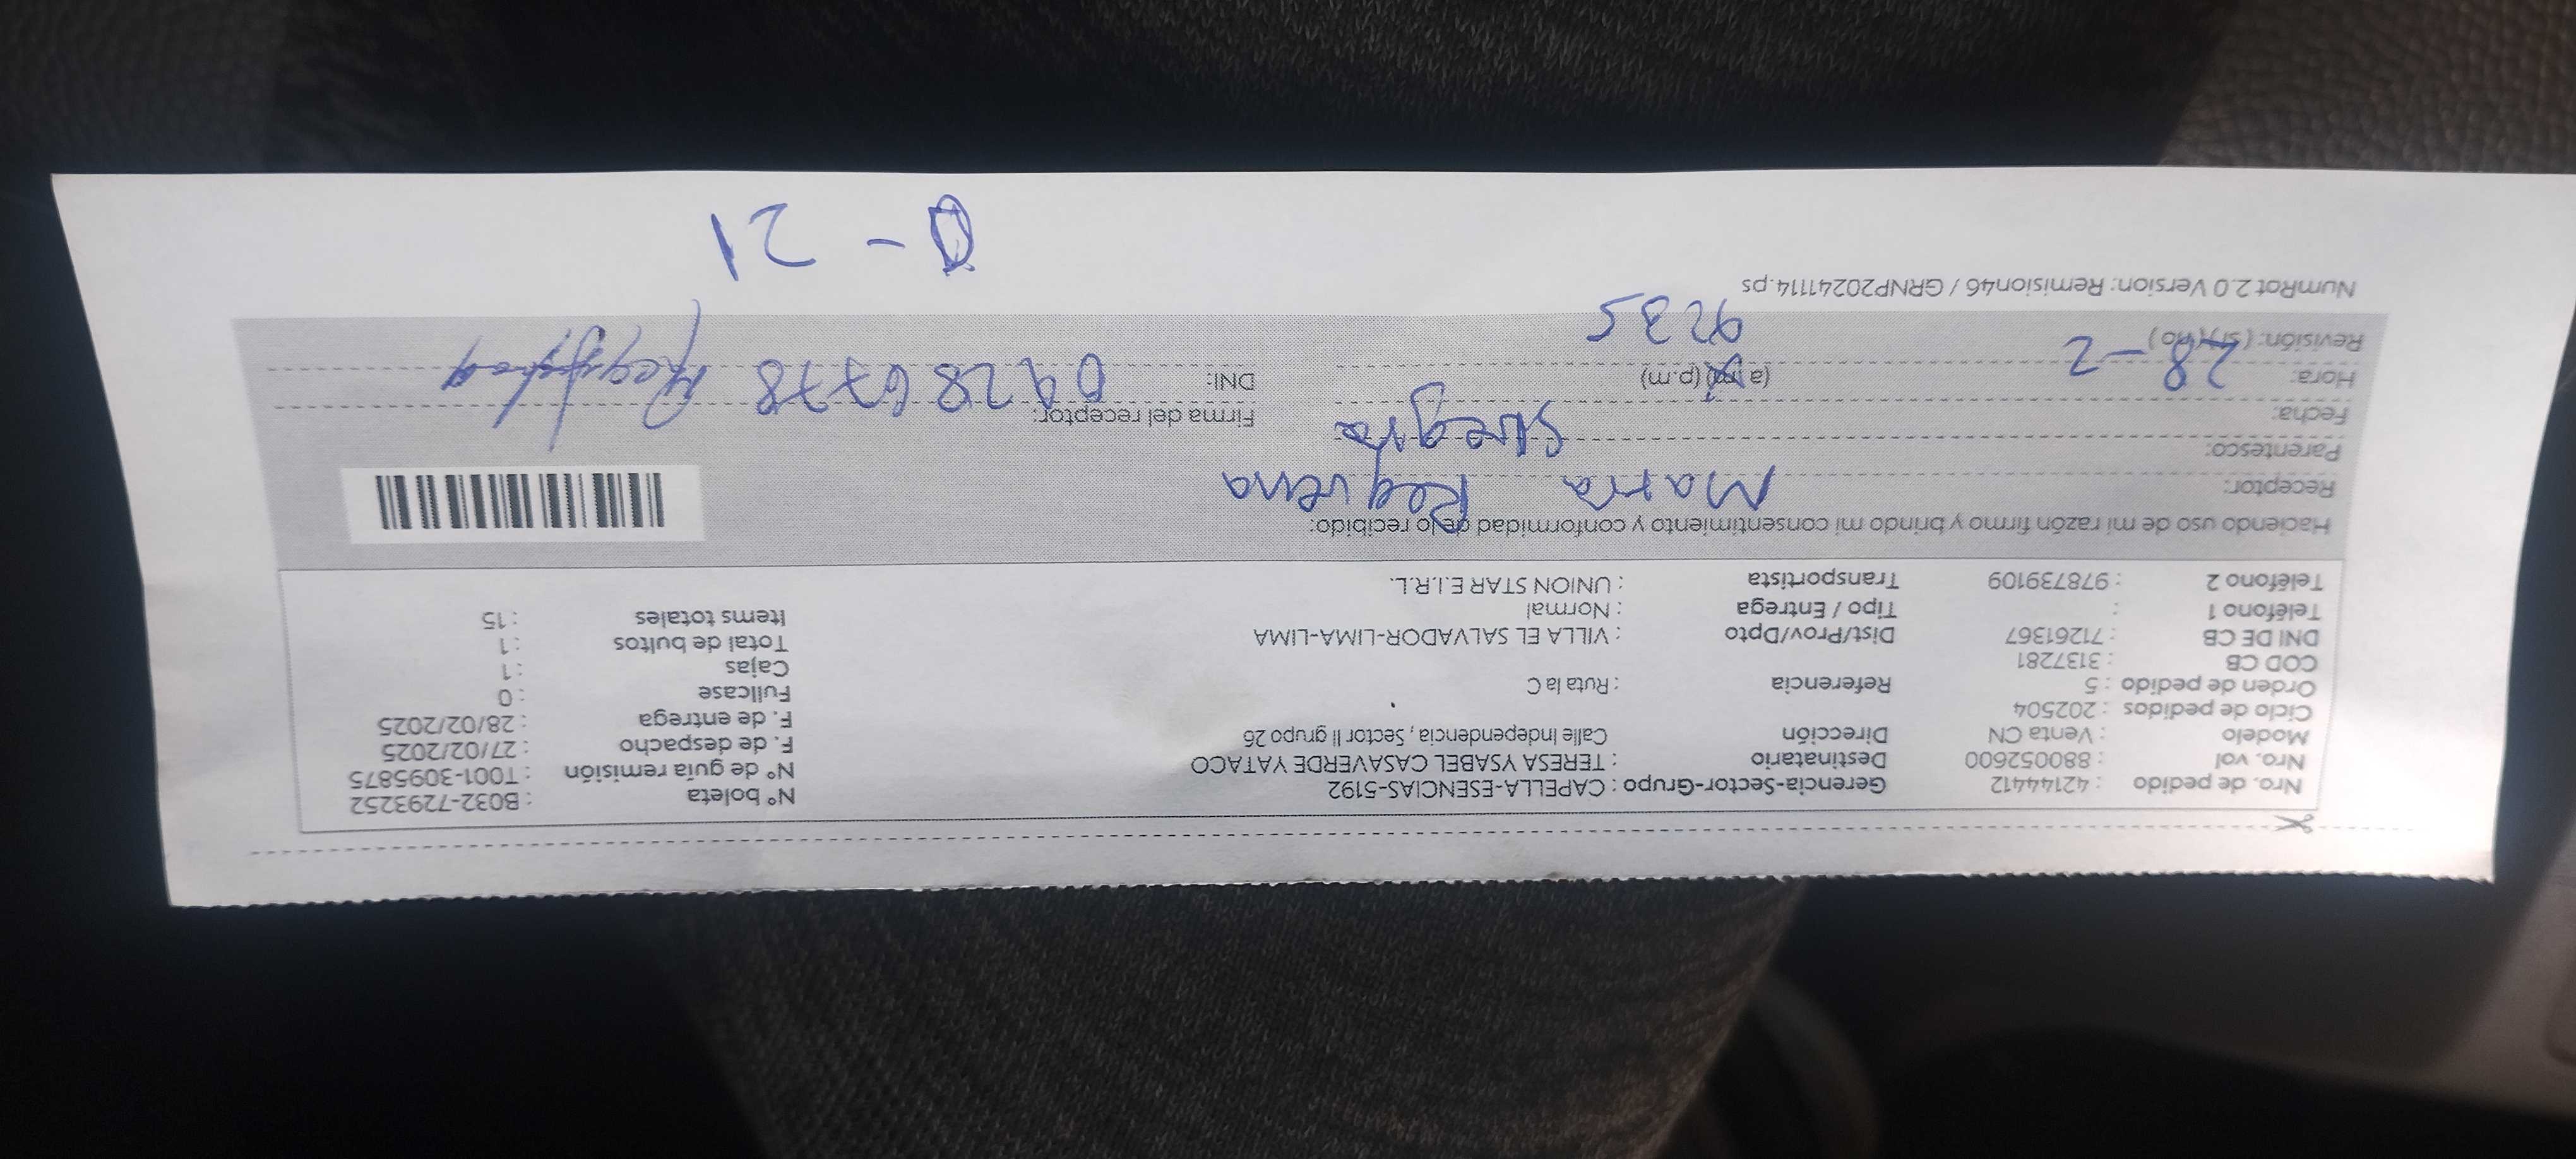 Nro. de pedido : 42144412 Gerencia-Sector-Grupo : CAPELLA-ESENCIAS-5192 N° boleta : B032-7293252
Nro. vol : 880052600 Destinatario : TERESA YSABEL CASAVERDE YATACO N° de guía remisión : T001-3095875
Modelo : Venta CN Dirección Calle Independencia , Sector II grupo 26 F. de despacho : 27/02/2025
Ciclo de pedidos : 202504 F. de entrega : 28/02/2025
Orden de pedido : 5 Referencia : Ruta la C Fullcase : 0
COD CB : 3137281 Cajas : 1
DNI DE CB : 71261367 Dist/Prov/Dpto : VILLA EL SALVADOR-LIMA-LIMA Total de bultos : 1
Teléfono 1 : Tipo / Entrega : Normal Items totales : 15
Teléfono 2 : 978739109 Transportista : UNION STAR E.I.R.L.
Haciendo uso de mi razón firmo y brindo mi consentimiento y conformidad de lo recibido:
Receptor: Maria Requena
Parentesco: Suegra
Fecha: 28-2 Firma del receptor:
Hora: (a.m) (p.m) DNI: 09286778
Revisión: ( sí ) ( no ) 9235
NumRot 2.0 Version: Remision46 / GRNP20241114.ps
- 21